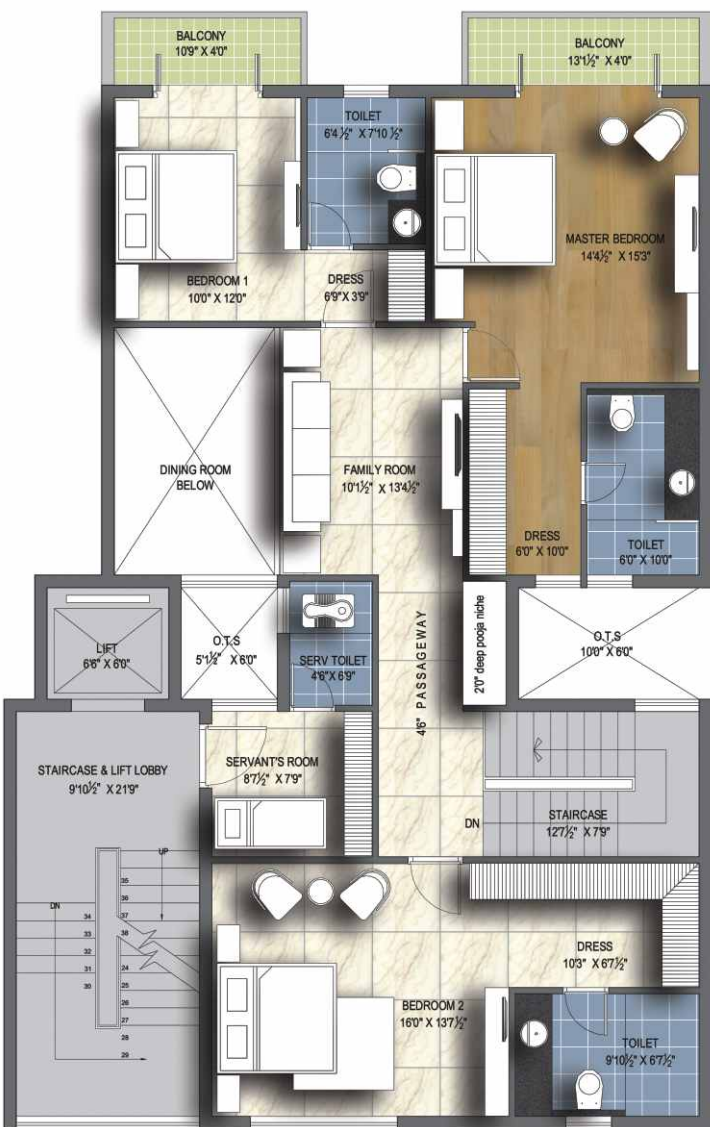 BALCONY
10'9" X 4'0"
BALCONY
13'1½" X 4'0"
TOILET
6'4 ½" X 7'10 ½"
MASTER BEDROOM
14'4½" X 15'3"
BEDROOM 1
10'0" X 12'0"
DRESS
6'9" X 3'9"
DINING ROOM
BELOW
FAMILY ROOM
10'1½" X 13'4½"
DRESS
6'0" X 10'0"
TOILET
6'0" X 10'0"
LIFT
6'6" X 6'0"
O.T.S
5'1½" X 6'0"
SERV TOILET
4'6" X 6'9"
4'6" PASSAGEWAY
2'0" deep pooja niche
O.T.S
10'0" X 6'0"
STAIRCASE & LIFT LOBBY
9'10½" X 21'9"
SERVANT'S ROOM
8'7½" X 7'9"
STAIRCASE
12'7½" X 7'9"
DN
UP
DN
35
36
34
37
33
38
32
24
31
25
30
26
27
28
29
DRESS
10'3" X 6'7½"
BEDROOM 2
16'0" X 13'7½"
TOILET
9'10½" X 6'7½"